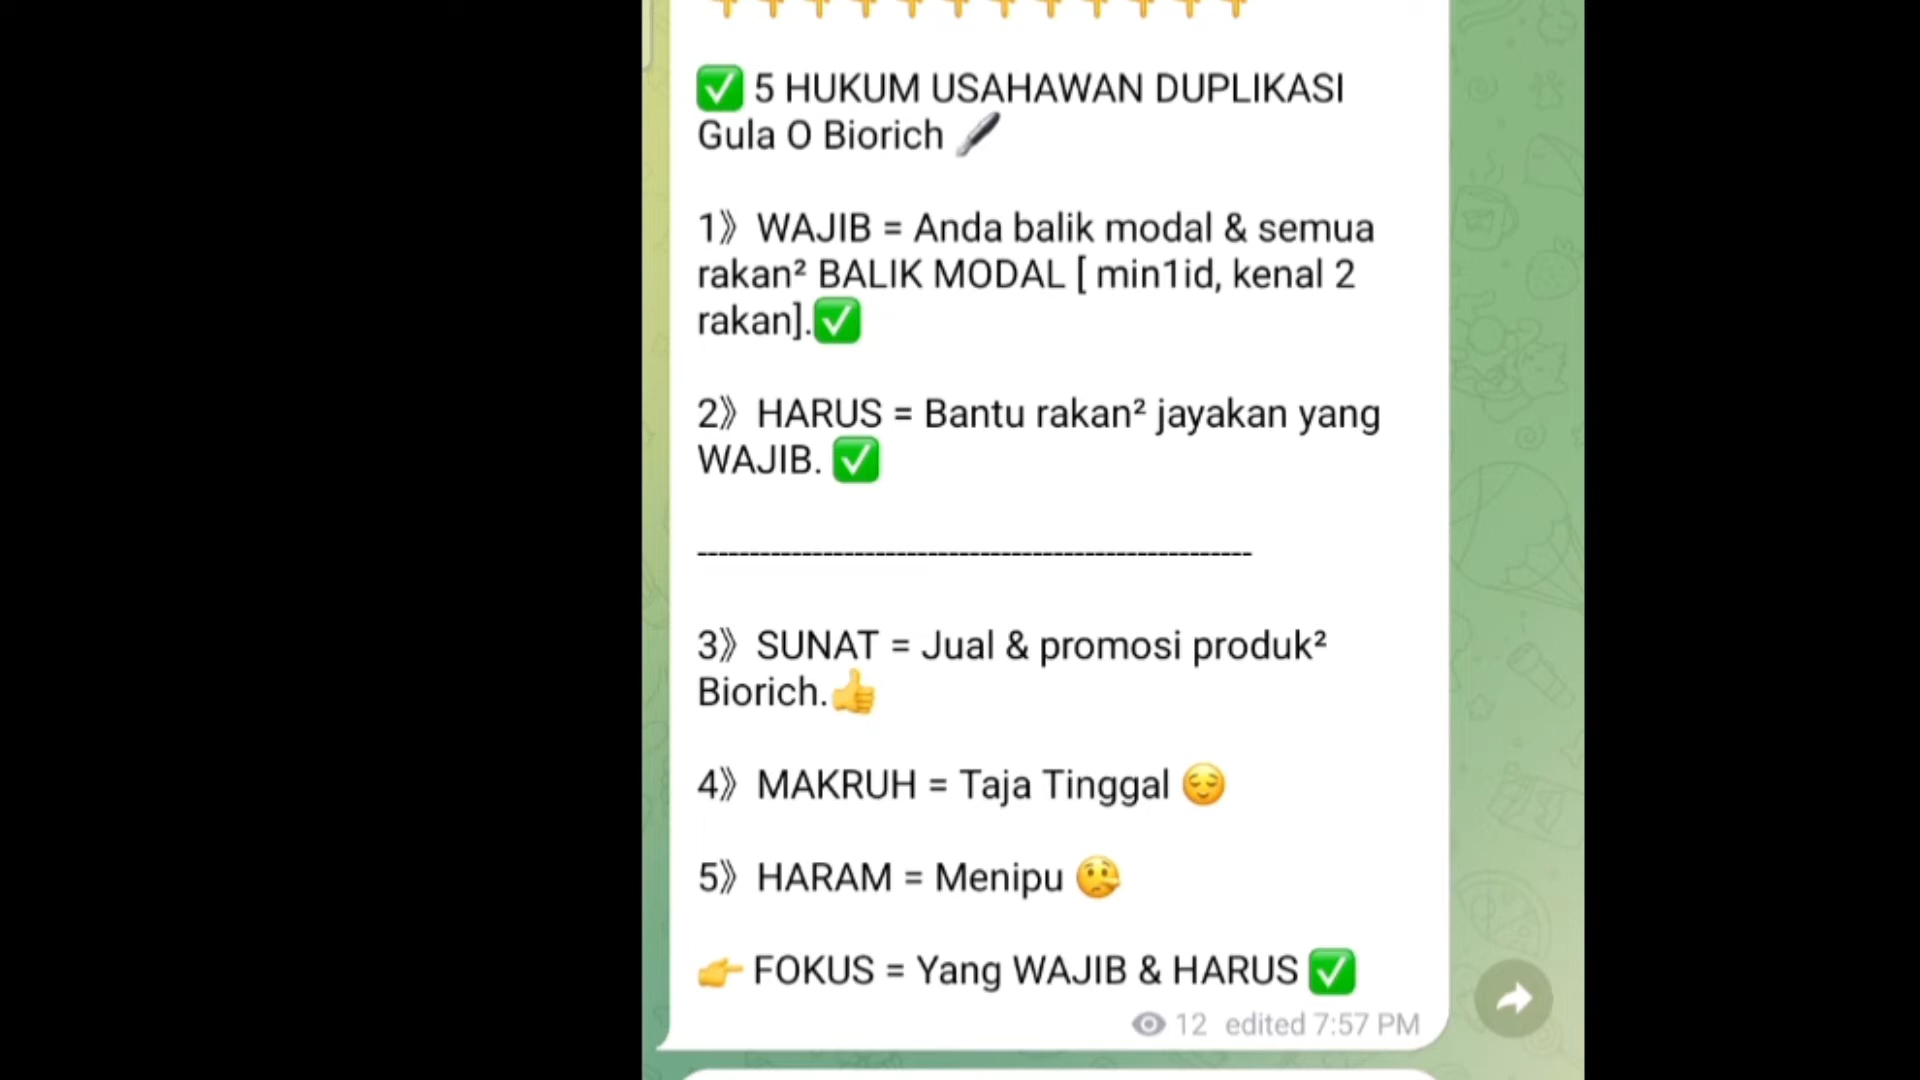 ✅ 5 HUKUM USAHAWAN DUPLIKASI
Gula O Biorich 🖋
1》 WAJIB = Anda balik modal & semua
rakan² BALIK MODAL [ min1id, kenal 2
rakan].✅
2》 HARUS = Bantu rakan² jayakan yang
WAJIB. ✅
-----------------------------------------------------
3》 SUNAT = Jual & promosi produk²
Biorich.👍
4》 MAKRUH = Taja Tinggal 😌
5》 HARAM = Menipu 🤥
👉 FOKUS = Yang WAJIB & HARUS ✅
12 edited 7:57 PM